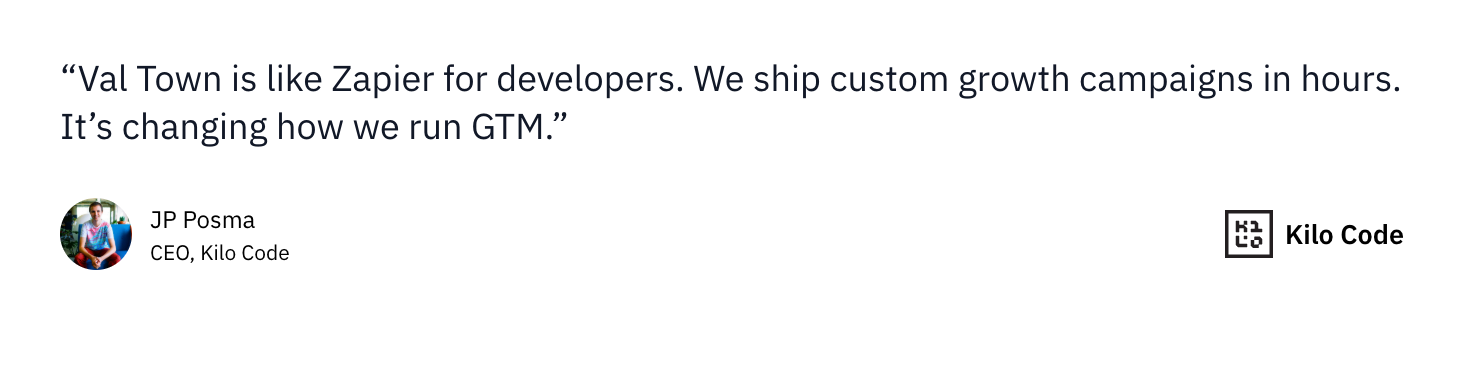 “Val Town is like Zapier for developers. We ship custom growth campaigns in hours.
It’s changing how we run GTM.”
JP Posma
CEO, Kilo Code
KILO
Kilo Code